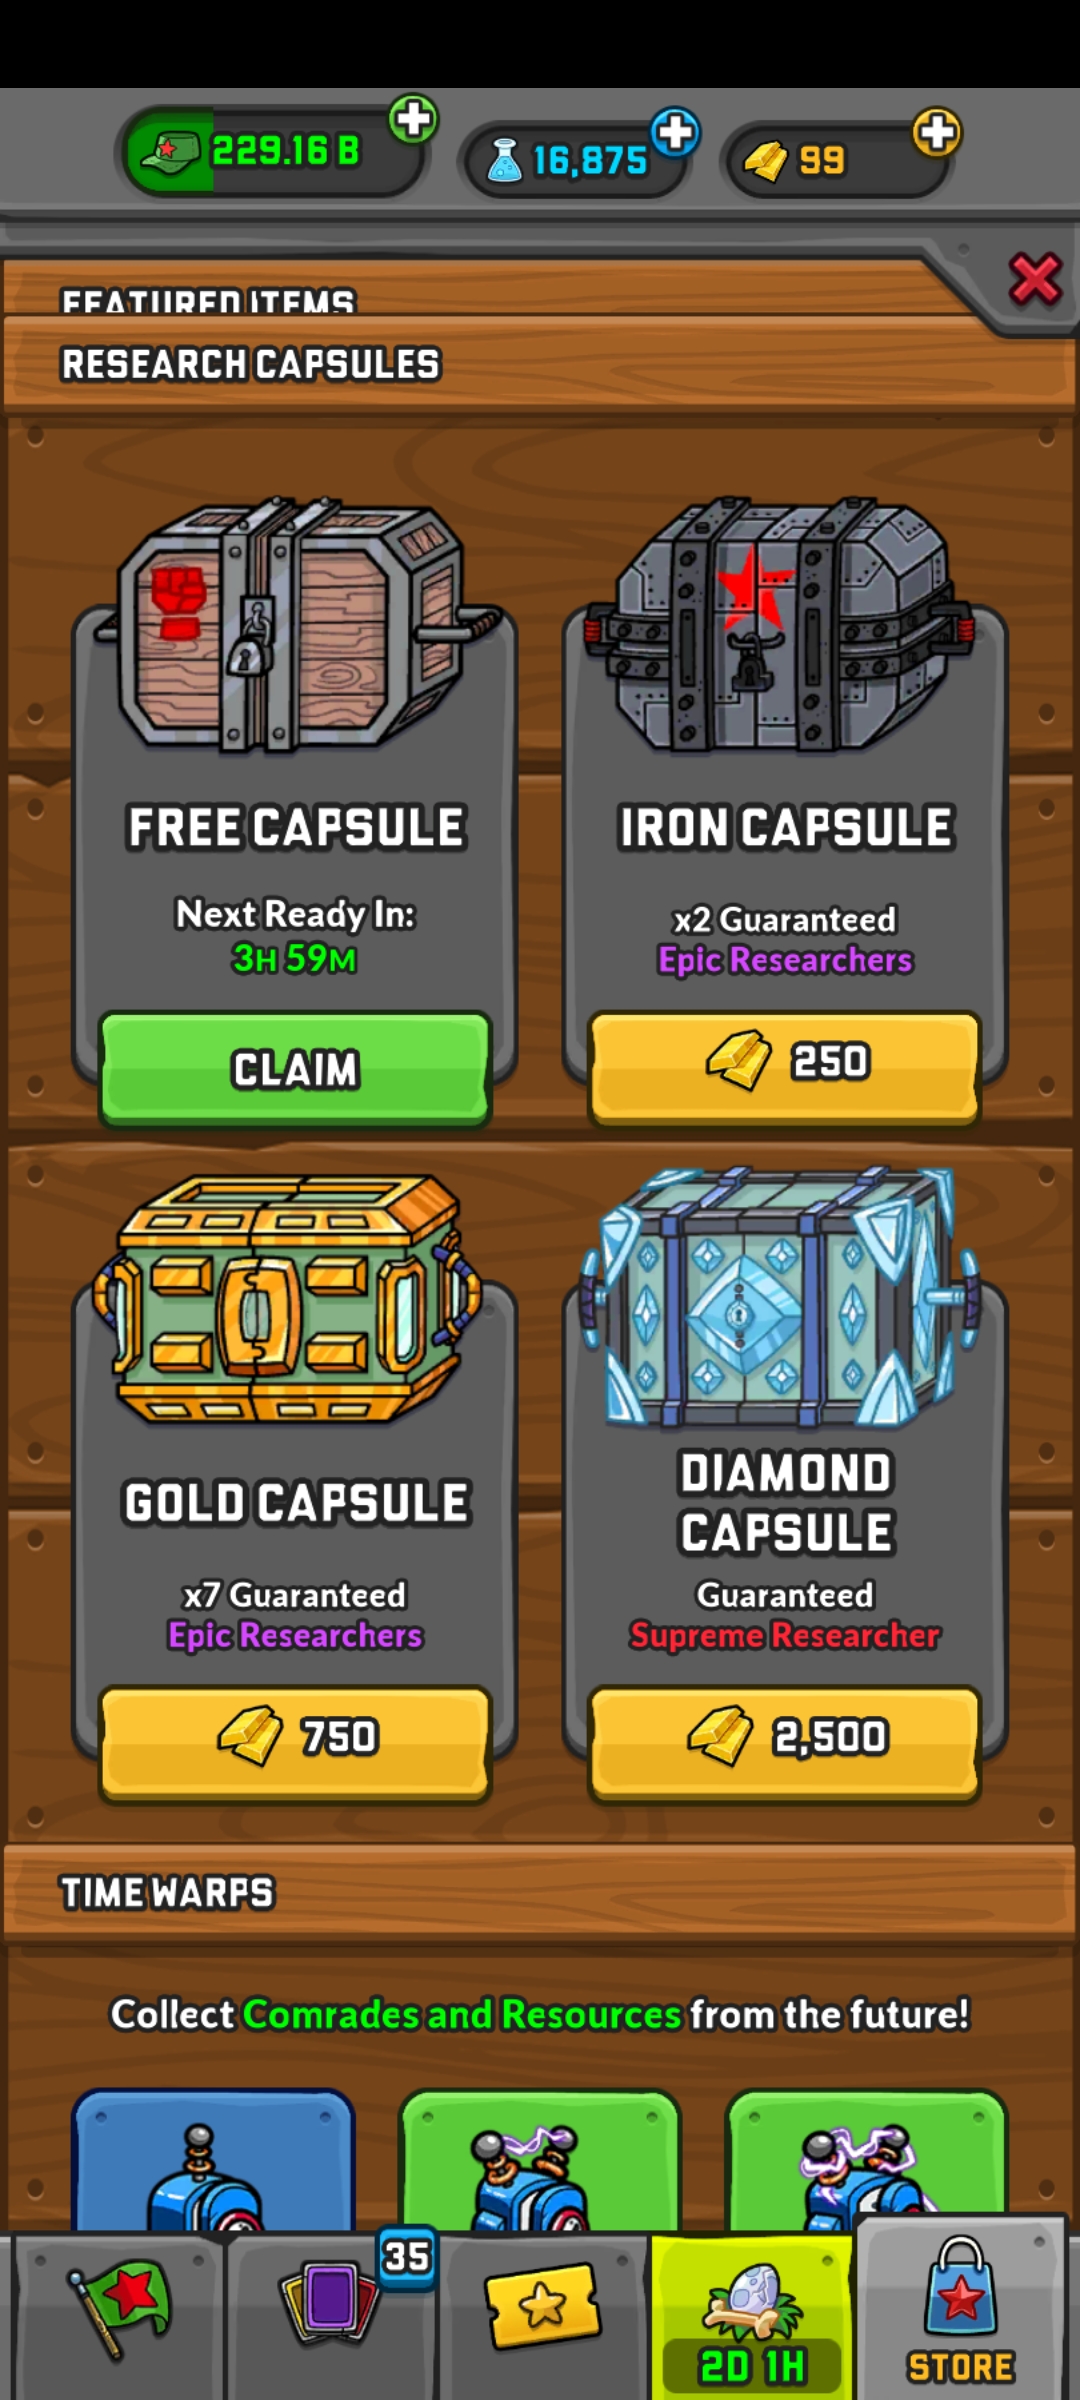 229.16 B
16,875
99
FEATURED ITEMS
RESEARCH CAPSULES
FREE CAPSULE
Next Ready In:
3H 59M
CLAIM
IRON CAPSULE
x2 Guaranteed
Epic Researchers
250
GOLD CAPSULE
x7 Guaranteed
Epic Researchers
750
DIAMOND
CAPSULE
Guaranteed
Supreme Researcher
2,500
TIME WARPS
Collect Comrades and Resources from the future!
35
2D 1H
STORE